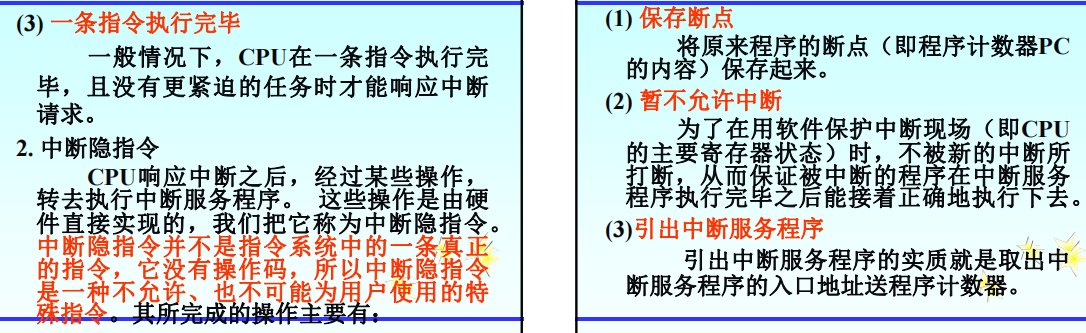 (3) 一条指令执行完毕
一般情况下，CPU在一条指令执行完
毕，且没有更紧迫的任务时才能响应中断
请求。
2. 中断隐指令
CPU响应中断之后，经过某些操作，
转去执行中断服务程序。 这些操作是由硬
件直接实现的，我们把它称为中断隐指令。
中断隐指令并不是指令系统中的一条真正
的指令，它没有操作码，所以中断隐指令
是一种不允许、也不可能为用户使用的特
殊指令。其所完成的操作主要有：
(1) 保存断点
将原来程序的断点（即程序计数器PC
的内容）保存起来。
(2) 暂不允许中断
为了在用软件保护中断现场（即CPU
的主要寄存器状态）时，不被新的中断所
打断，从而保证被中断的程序在中断服务
程序执行完毕之后能接着正确地执行下去。
(3)引出中断服务程序
引出中断服务程序的实质就是取出中
断服务程序的入口地址送程序计数器。